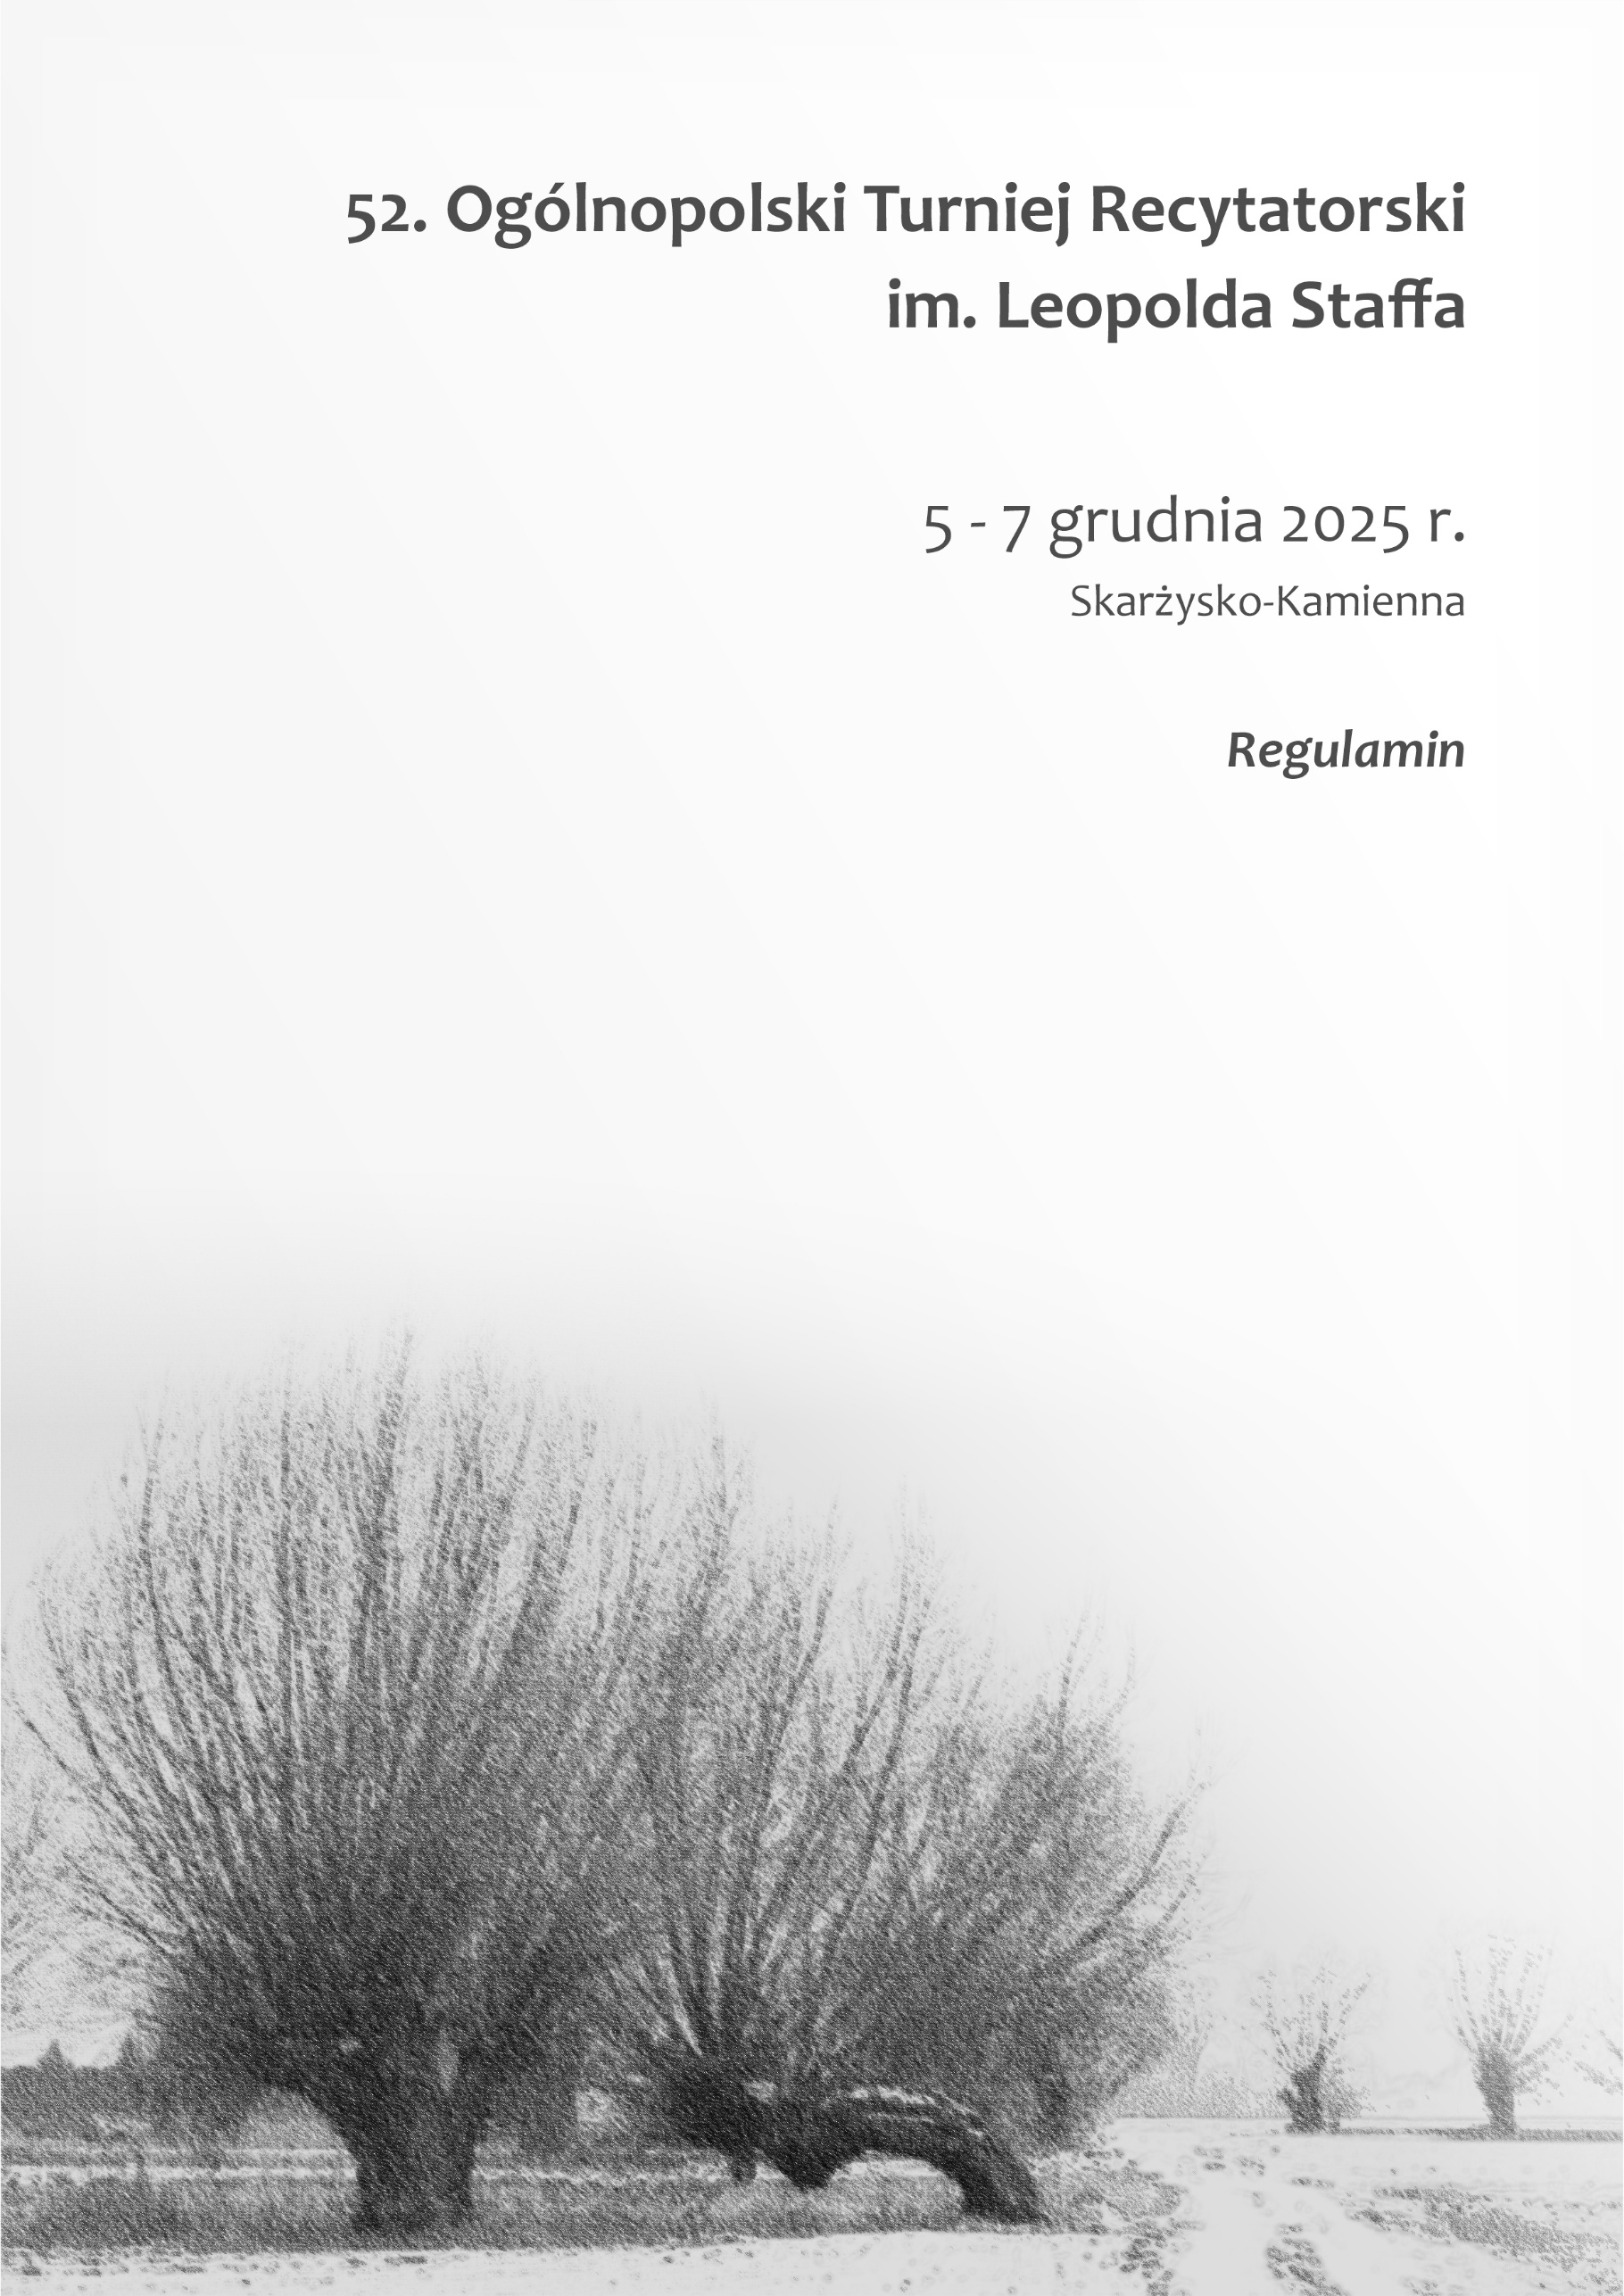 52. Ogólnopolski Turniej Recytatorski
im. Leopolda Staffa
5 - 7 grudnia 2025 r.
Skarżysko-Kamienna
Regulamin